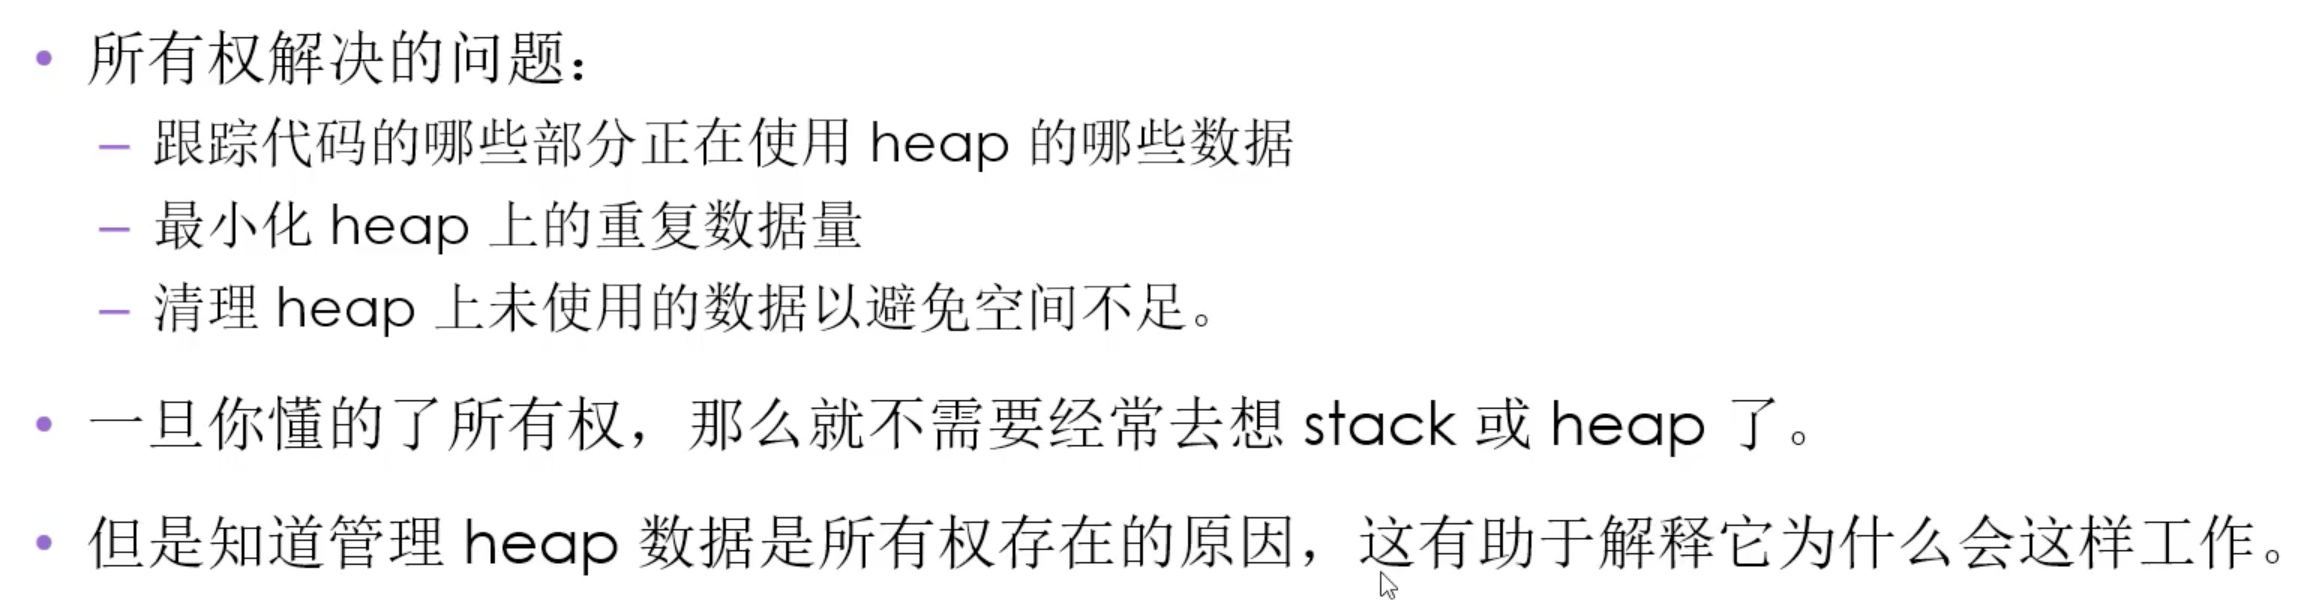 • 所有权解决的问题：
– 跟踪代码的哪些部分正在使用 heap 的哪些数据
– 最小化 heap 上的重复数据量
– 清理 heap 上未使用的数据以避免空间不足。
• 一旦你懂的了所有权，那么就不需要经常去想 stack 或 heap 了。
• 但是知道管理 heap 数据是所有权存在的原因，这有助于解释它为什么会这样工作。